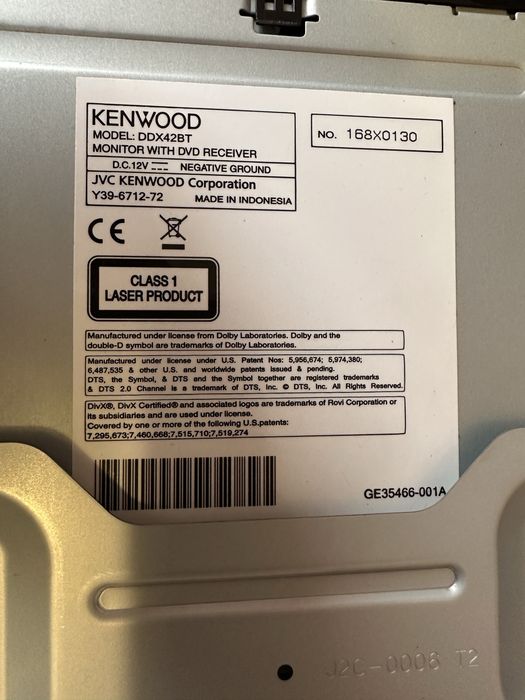 KENWOOD
MODEL: DDX42BT
MONITOR WITH DVD RECEIVER
D.C.12V NEGATIVE GROUND
JVC KENWOOD Corporation
Y39-6712-72 MADE IN INDONESIA
NO. 168X0130
CE
CLASS 1
LASER PRODUCT
Manufactured under license from Dolby Laboratories. Dolby and the
double-D symbol are trademarks of Dolby Laboratories.
Manufactured under license under U.S. Patent Nos: 5,956,674; 5,974,380;
6,487,535 & other U.S. and worldwide patents issued & pending.
DTS, the Symbol, & DTS and the Symbol together are registered trademarks
& DTS 2.0 Channel is a trademark of DTS, Inc. © DTS, Inc. All Rights Reserved.
DivX®, DivX Certified® and associated logos are trademarks of Rovi Corporation or
its subsidiaries and are used under license.
Covered by one or more of the following U.S.patents:
7,295,673;7,460,668;7,515,710;7,519,274
GE35466-001A
J2C-0006 T2